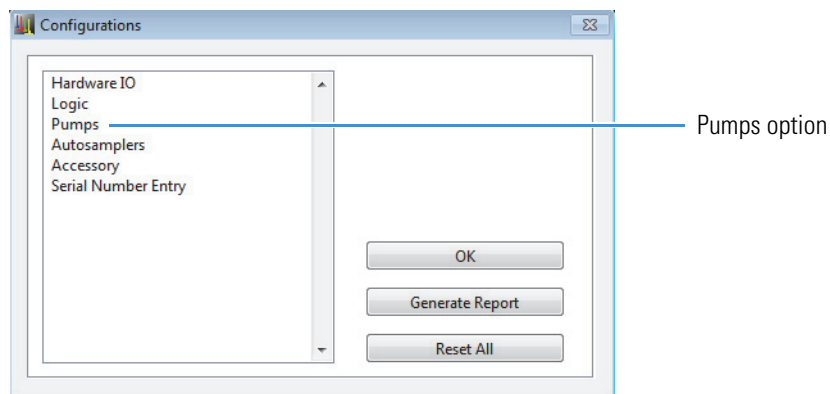 Configurations
Hardware IO
Logic
Pumps
Autosamplers
Accessory
Serial Number Entry
Pumps option
OK
Generate Report
Reset All